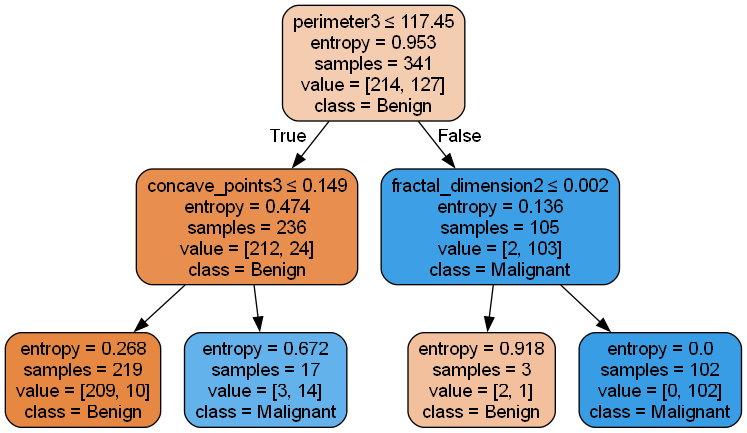 perimeter3 ≤ 117.45
entropy = 0.953
samples = 341
value = [214, 127]
class = Benign
True
False
concave_points3 ≤ 0.149
entropy = 0.474
samples = 236
value = [212, 24]
class = Benign
fractal_dimension2 ≤ 0.002
entropy = 0.136
samples = 105
value = [2, 103]
class = Malignant
entropy = 0.268
samples = 219
value = [209, 10]
class = Benign
entropy = 0.672
samples = 17
value = [3, 14]
class = Malignant
entropy = 0.918
samples = 3
value = [2, 1]
class = Benign
entropy = 0.0
samples = 102
value = [0, 102]
class = Malignant